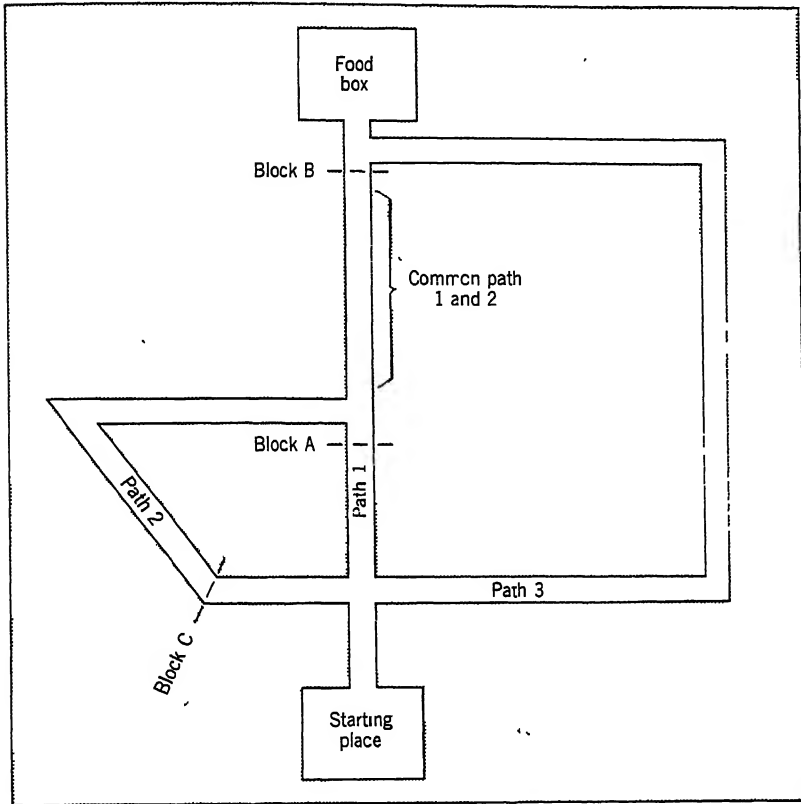 Food
box
Block B
Common path
1 and 2
Block A
Path 1
Path 2
Path 3
Block C
Starting
place